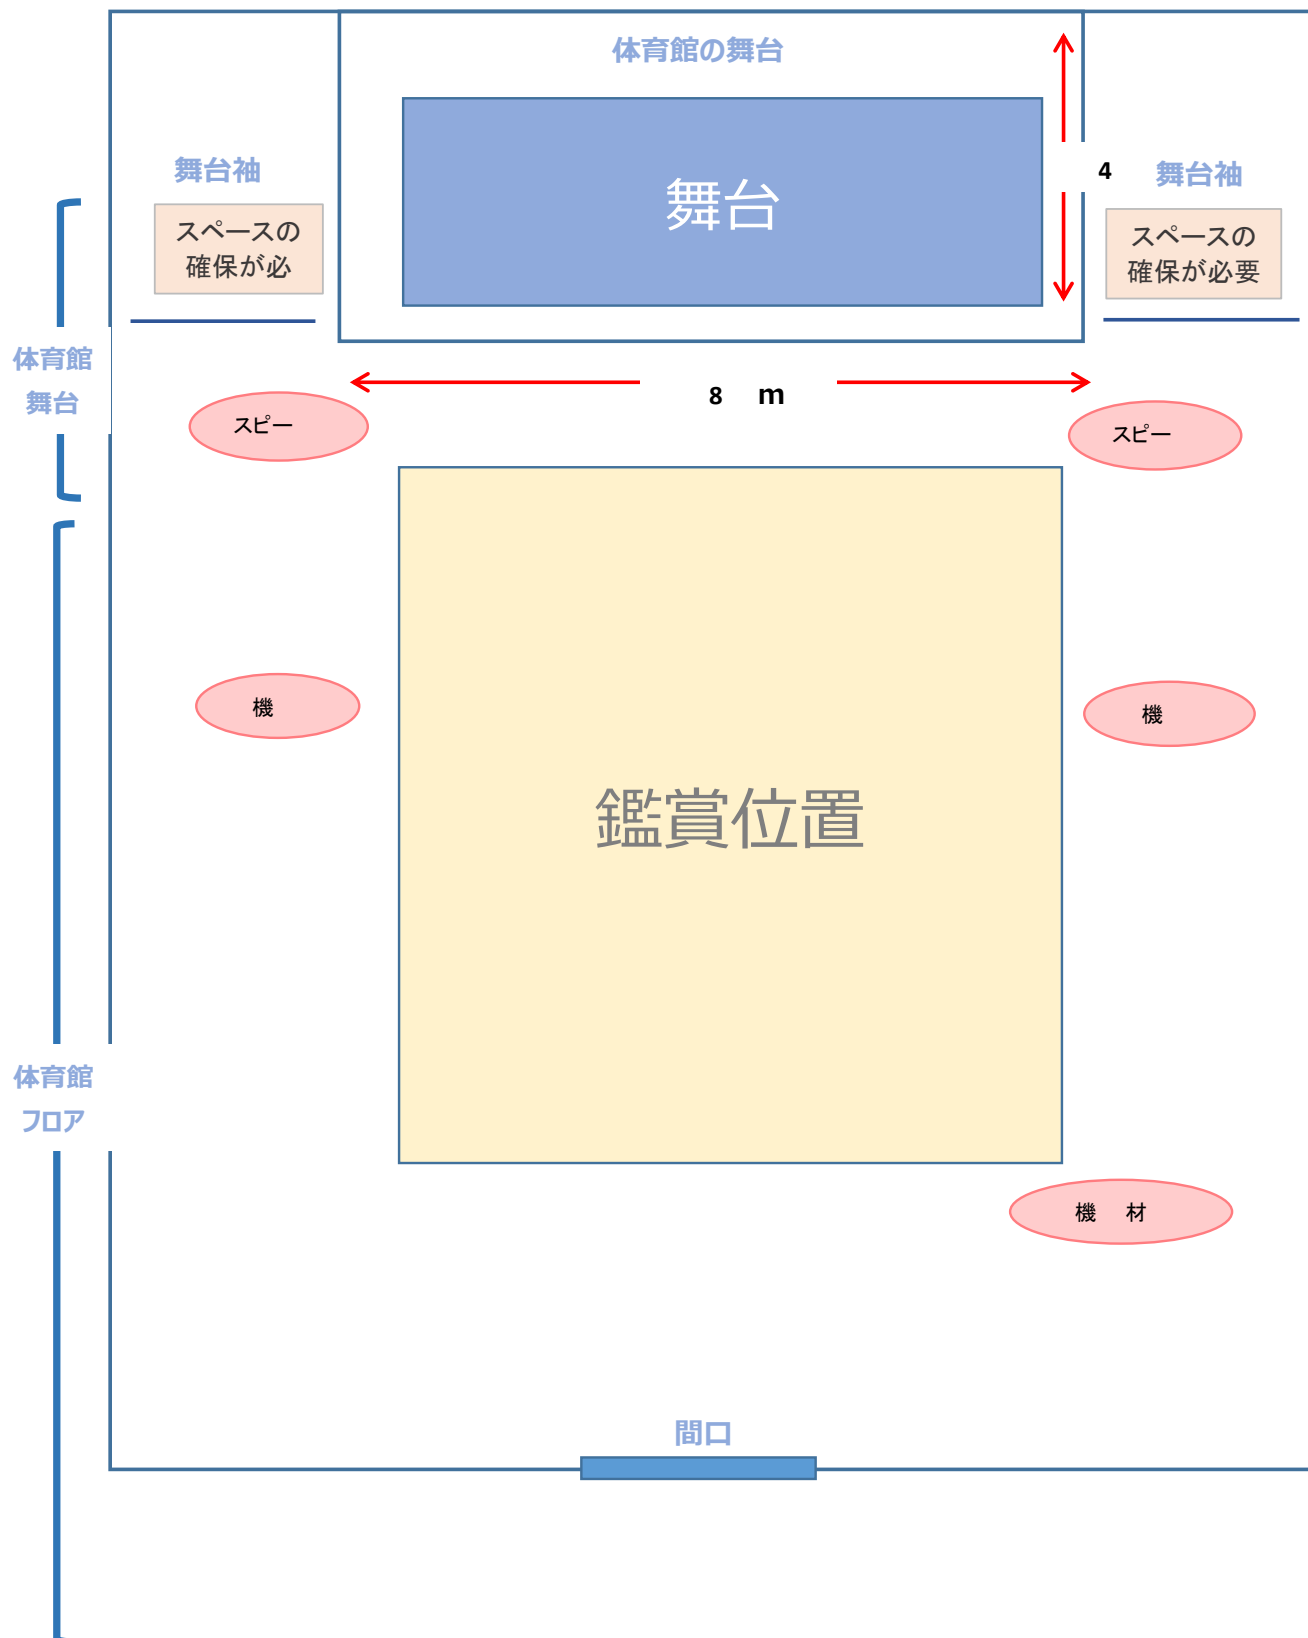 体育館の舞台
舞台袖
舞台
4
舞台袖
スペースの
確保が必
スペースの
確保が必要
体育館
舞台
8 m
スピー
スピー
機
機
鑑賞位置
体育館
フロア
機 材
間口